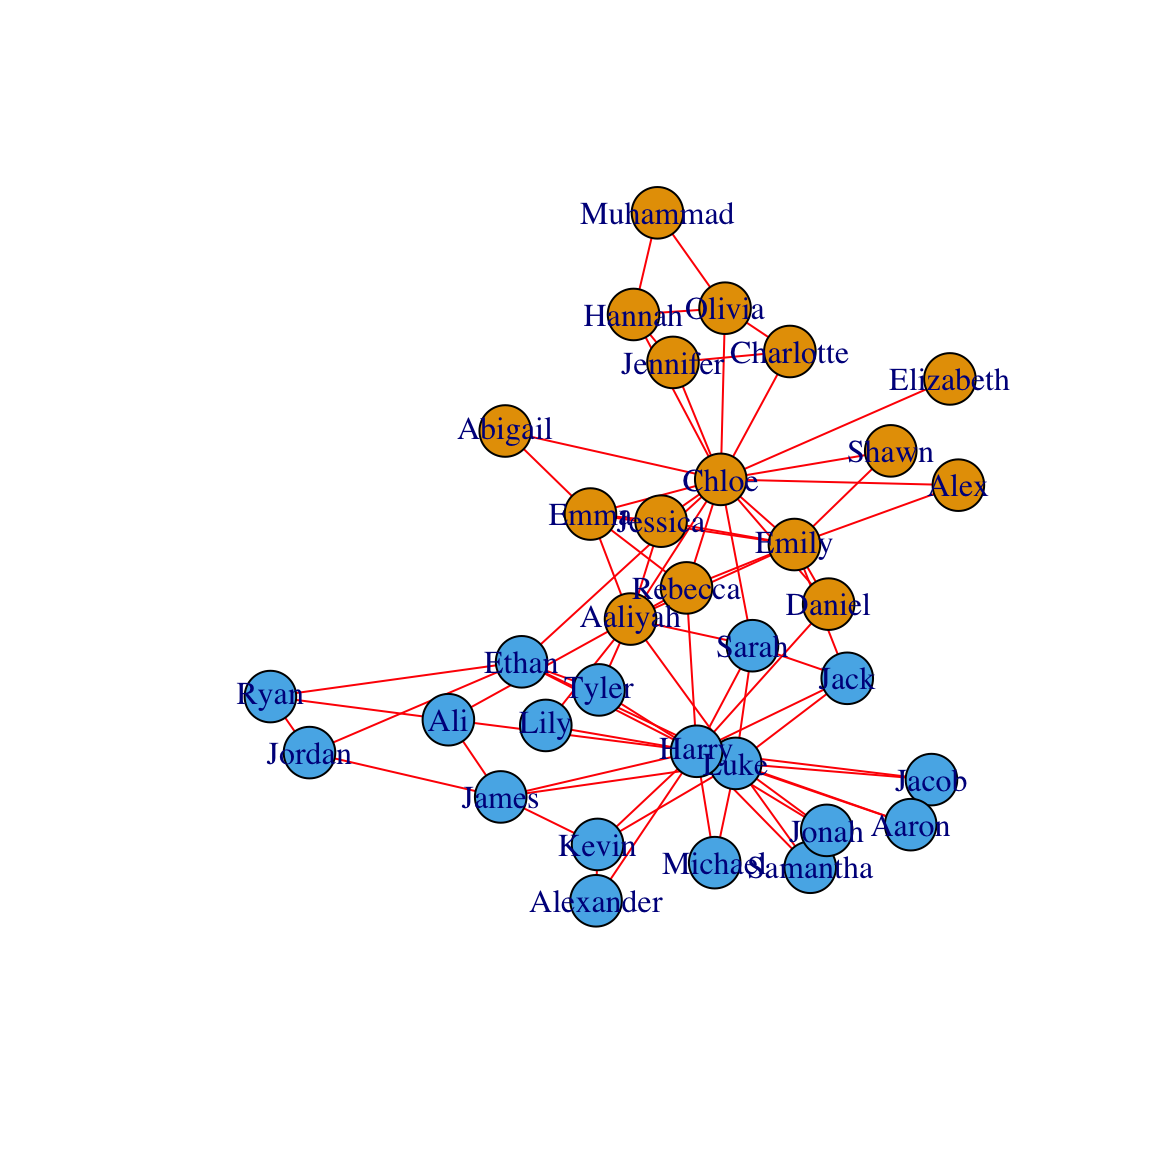 Muhammad
Hannah
Olivia
Jennifer
Charlotte
Elizabeth
Abigail
Shawn
Chloe
Alex
Emma
Jessica
Emily
Rebecca
Daniel
Aaliyah
Sarah
Ethan
Jack
Tyler
Ryan
Ali
Lily
Jordan
Harry
Luke
Jacob
James
Aaron
Jonah
Kevin
Michael
Samantha
Alexander